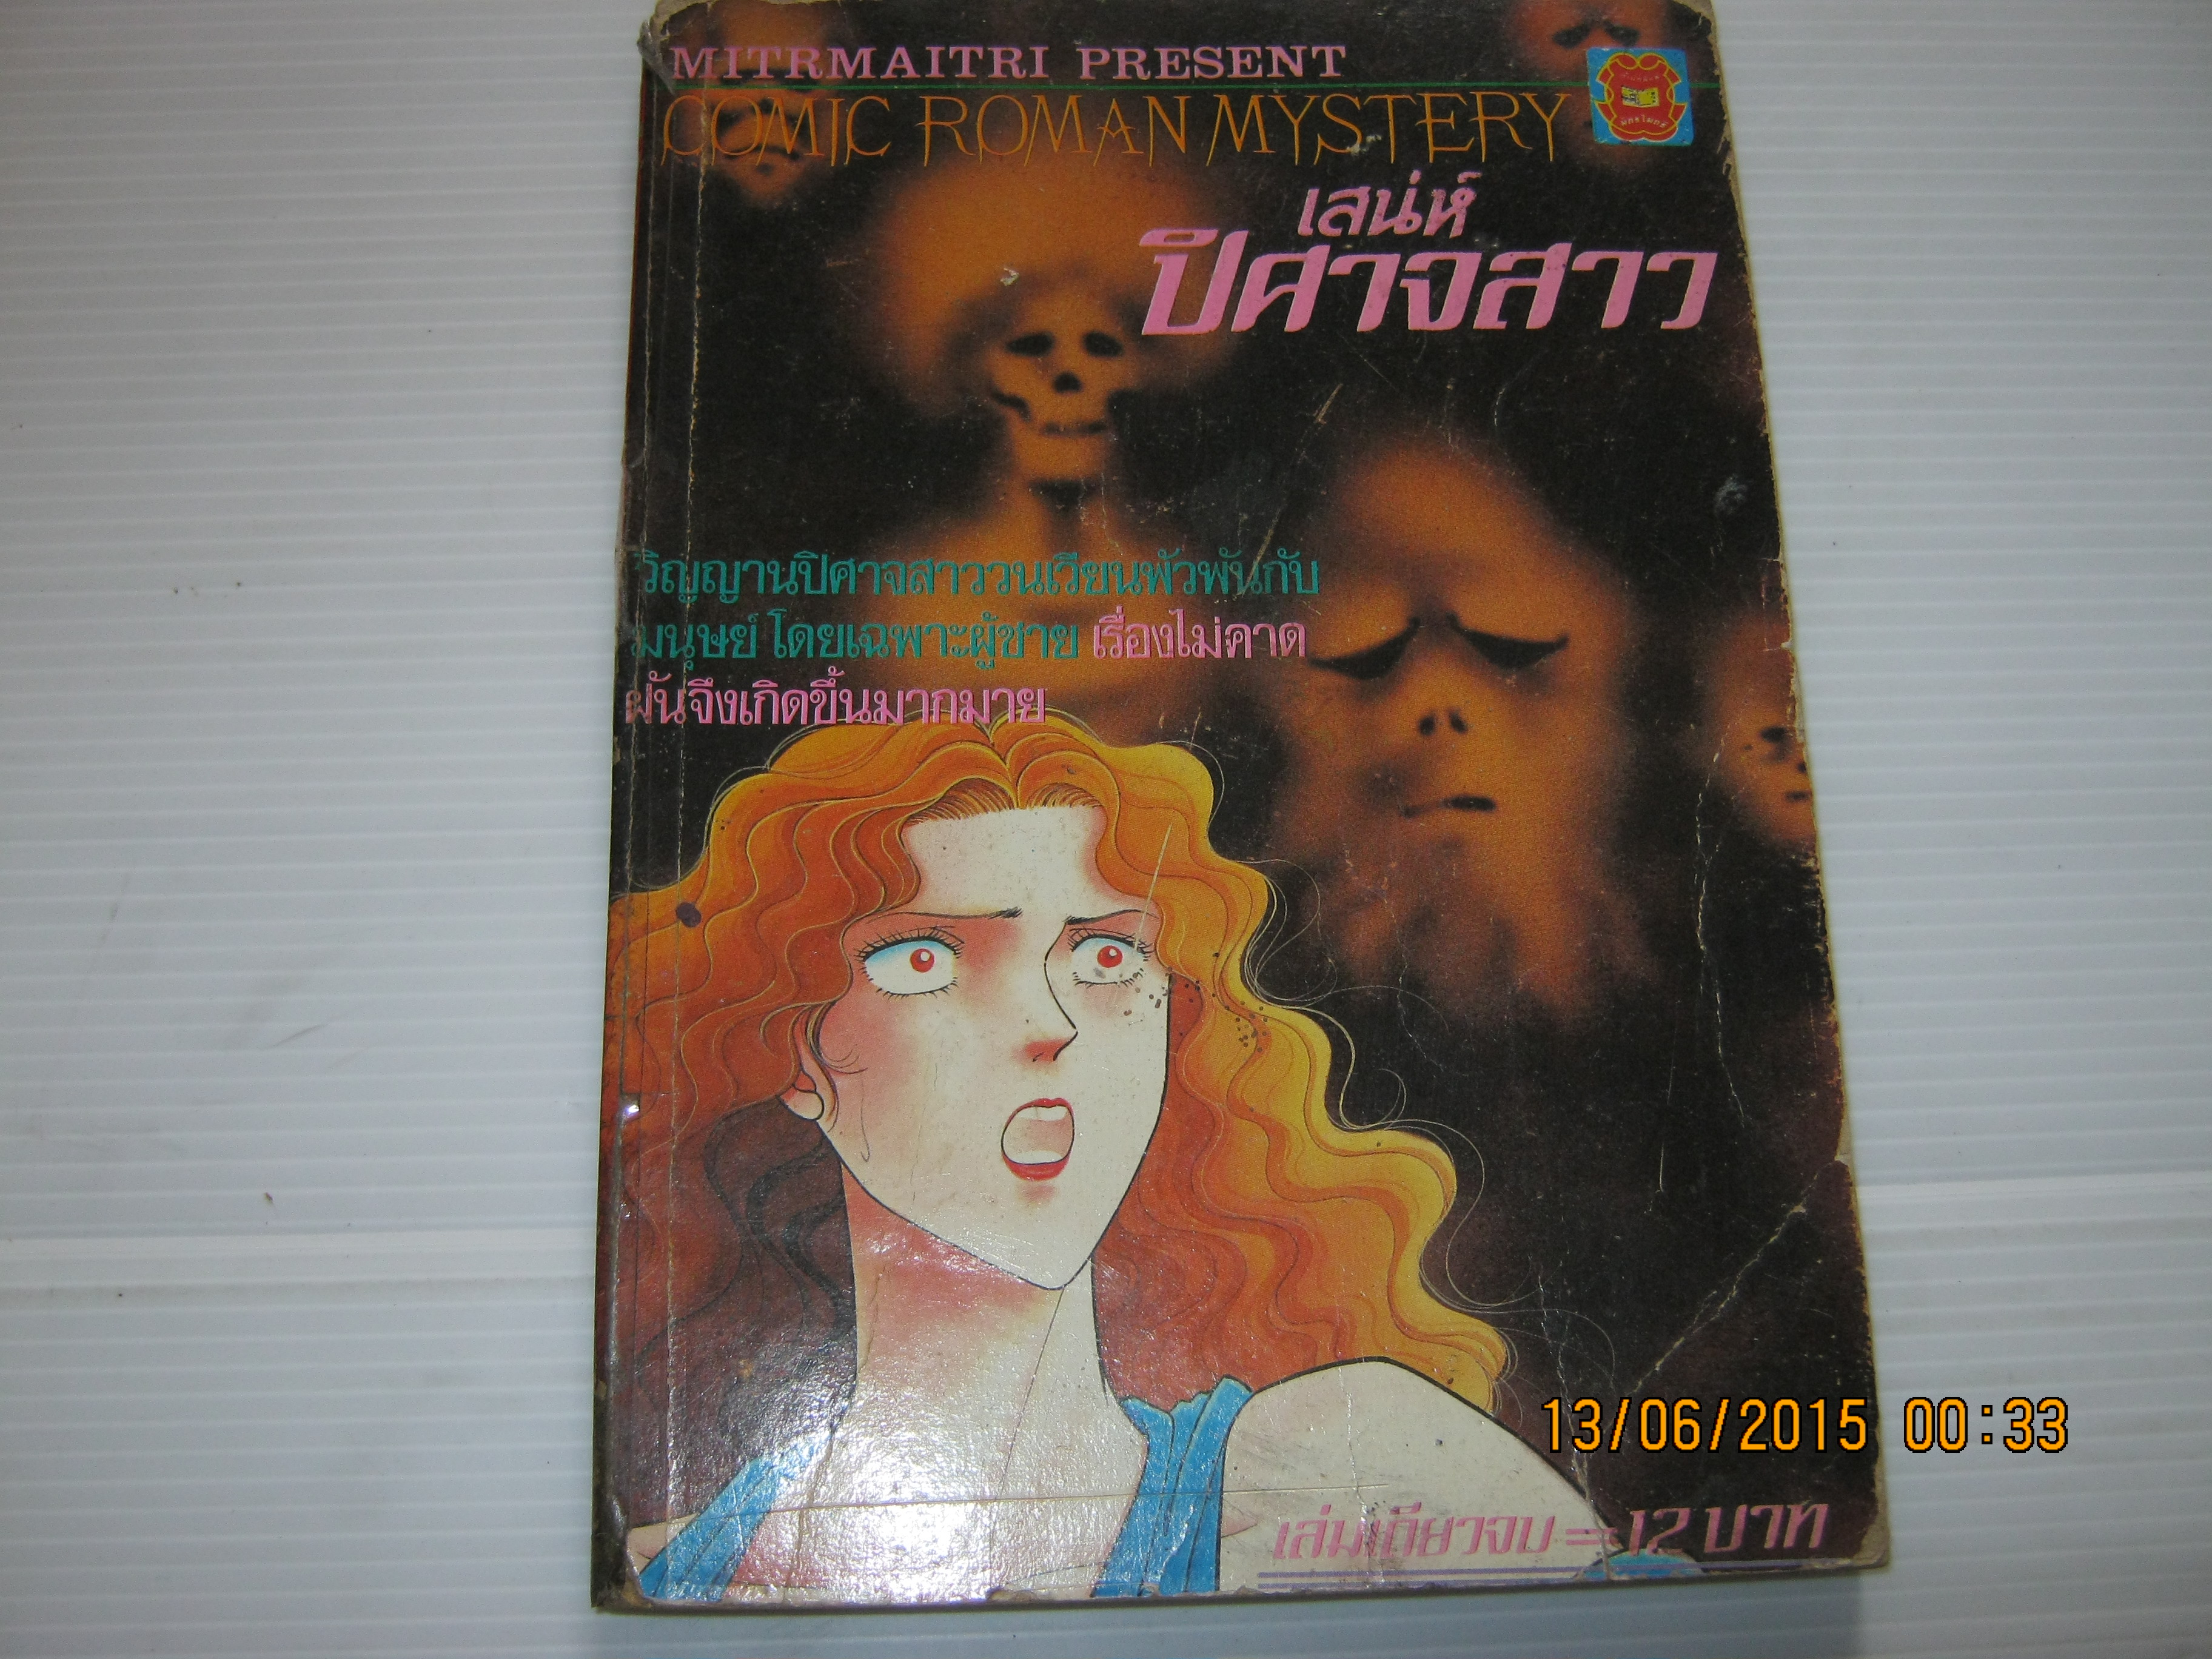 MITRMAITRI PRESENT
COMIC ROMAN MYSTERY
เสน่ห์
ปิศาจสาว
วิญญานปิศาจสาววนเวียนพัวพันกับ
มนุษย์ โดยเฉพาะผู้ชาย เรื่องไม่คาด
ฝันจึงเกิดขึ้นมากมาย
13/06/2015 00:33
เล่มเดียวจบ = 12 บาท